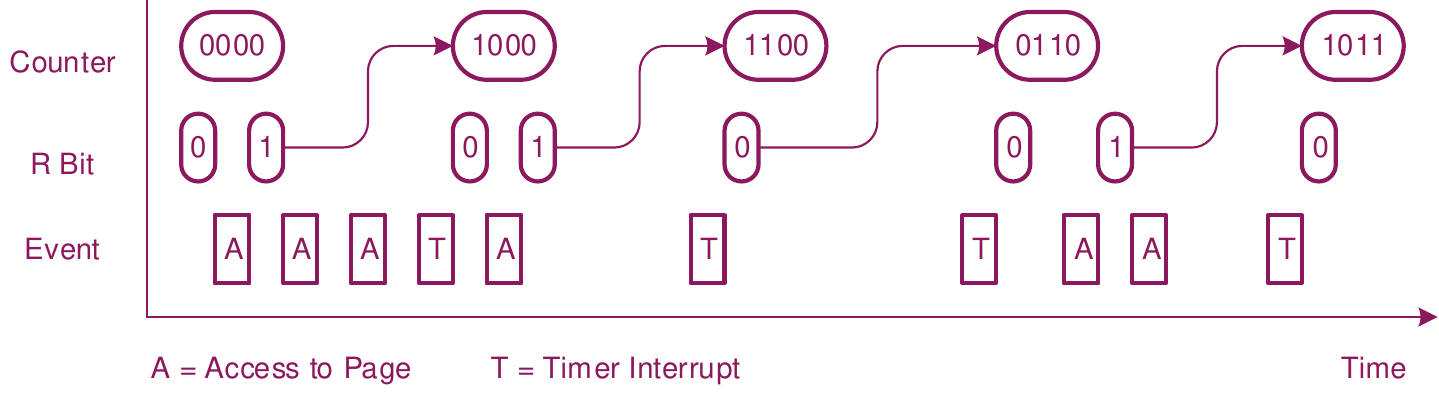 Counter 0000 1000 1100 0110 1011
R Bit 0 1 0 1 0 0 1 0
Event A A A T A T T A A T
A = Access to Page T = Timer Interrupt Time